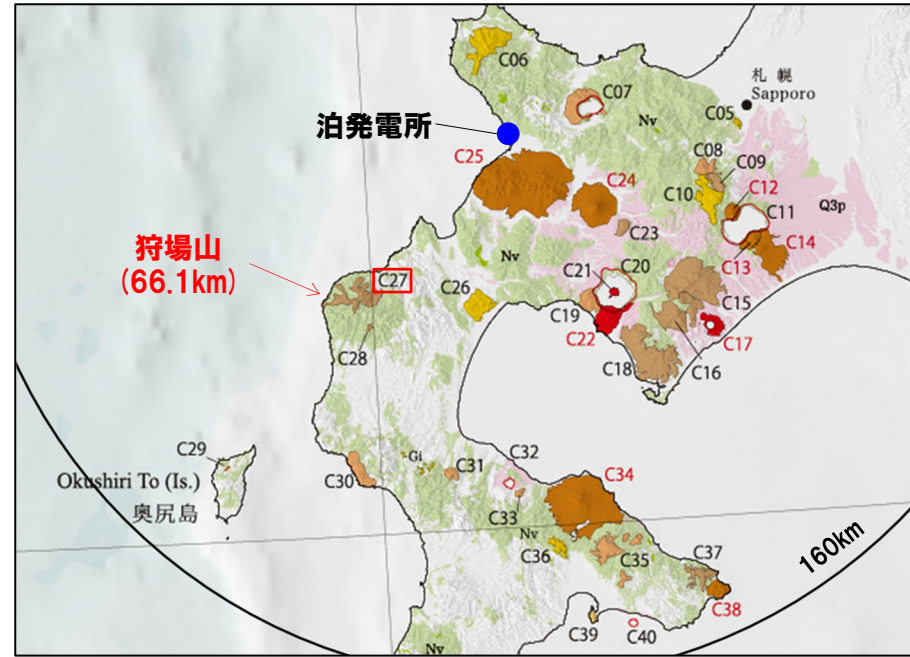 C06
C07
札幌
Sapporo
泊発電所
Nv
C05
C25
C08
C09
C24
C10
C12
C11
Q3p
C23
C14
C13
狩場山
(66.1km)
Nv
C27
C21
C20
C26
C15
C19
C22
C17
C28
C18
C16
C29
C32
Gi
C31
C34
Okushiri To (Is.)
C30
奥尻島
C33
Nv
C36
C35
C37
160km
C38
C39
C40
Nv